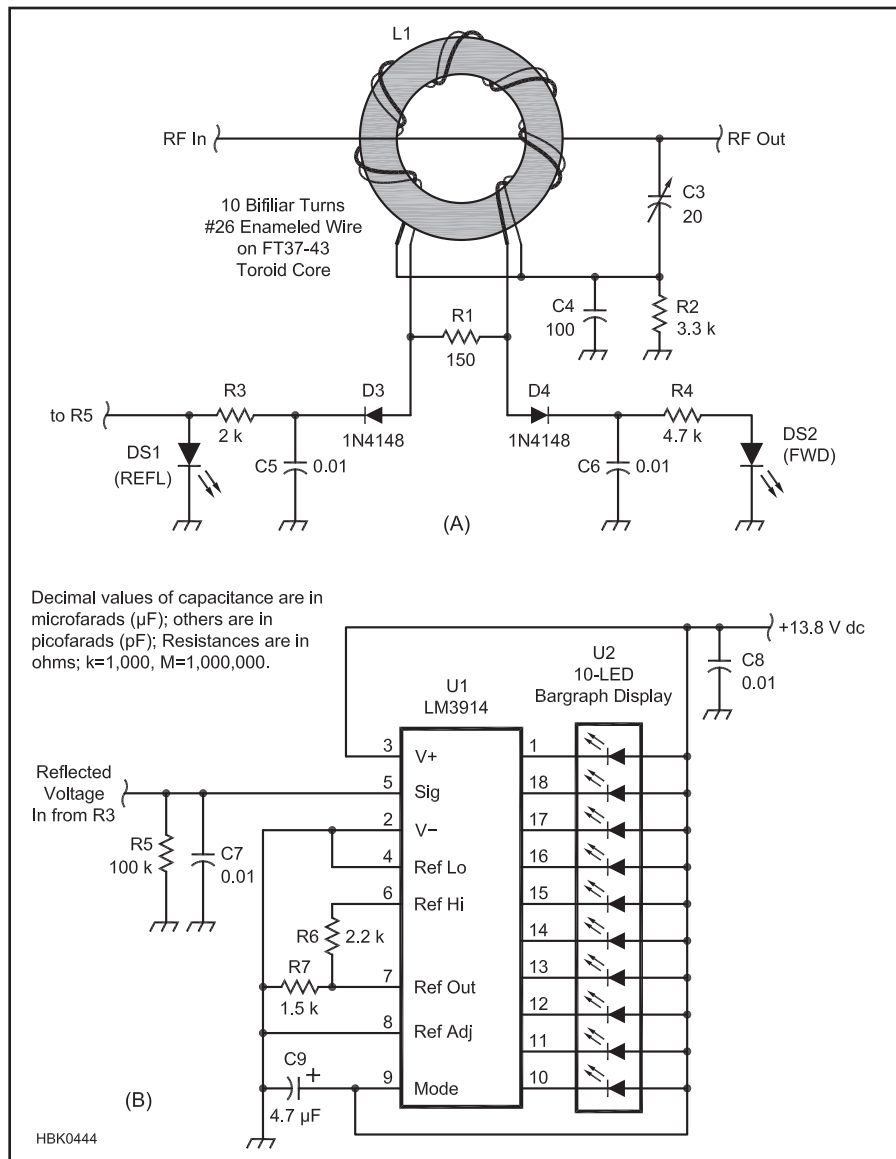 L1
RF In
RF Out
10 Bifiliar Turns
#26 Enameled Wire
on FT37-43
Toroid Core
C3
20
C4
100
R2
3.3 k
R1
150
to R5
R3
2 k
D3
1N4148
D4
1N4148
R4
4.7 k
DS1
(REFL)
C5
0.01
C6
0.01
DS2
(FWD)
(A)
Decimal values of capacitance are in
microfarads (µF); others are in
picofarads (pF); Resistances are in
ohms; k=1,000, M=1,000,000.
+13.8 V dc
C8
0.01
U1
LM3914
U2
10-LED
Bargraph Display
Reflected
Voltage
In from R3
R5
100 k
C7
0.01
R6
2.2 k
R7
1.5 k
C9
+
4.7 µF
3 V+ 1
5 Sig 18
2 V− 17
4 Ref Lo 16
6 Ref Hi 15
14
7 Ref Out 13
8 Ref Adj 12
11
9 Mode 10
(B)
HBK0444